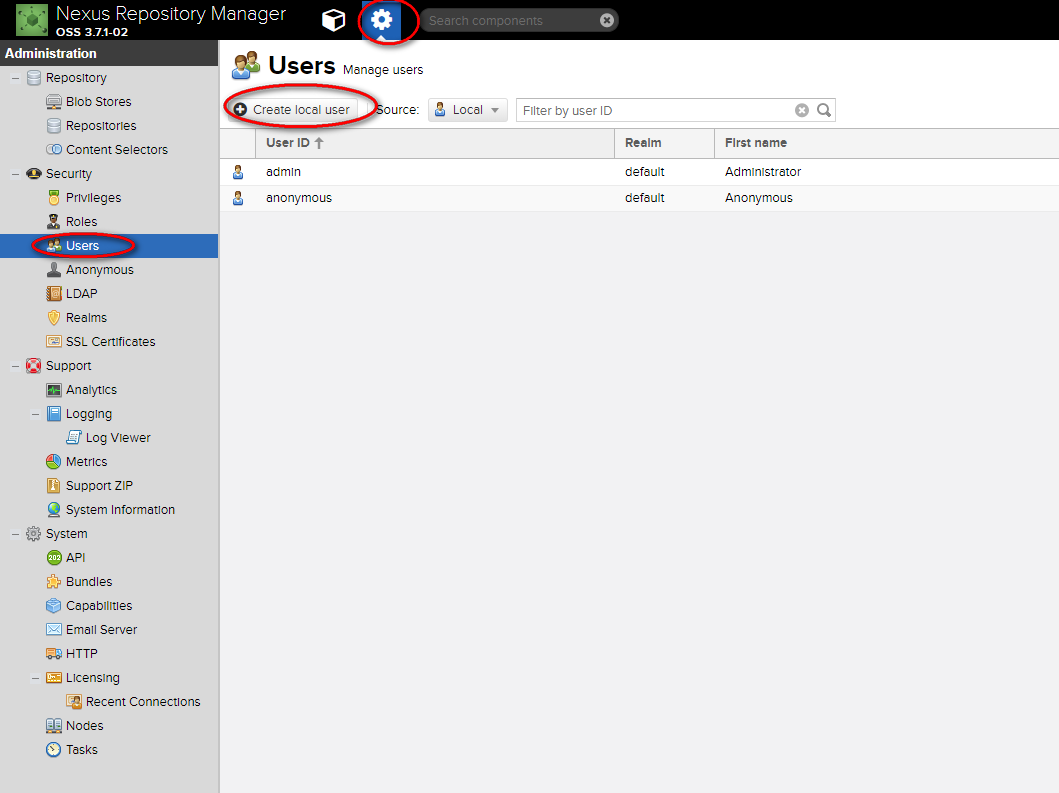 Nexus Repository Manager
OSS 3.7.1-02
Search components
Administration
Repository
Blob Stores
Repositories
Content Selectors
Security
Privileges
Roles
Users
Anonymous
LDAP
Realms
SSL Certificates
Support
Analytics
Logging
Log Viewer
Metrics
Support ZIP
System Information
System
202 API
Bundles
Capabilities
Email Server
HTTP
Licensing
Recent Connections
Nodes
Tasks
Users Manage users
Create local user Source: Local Filter by user ID
User ID Realm First name
admin default Administrator
anonymous default Anonymous